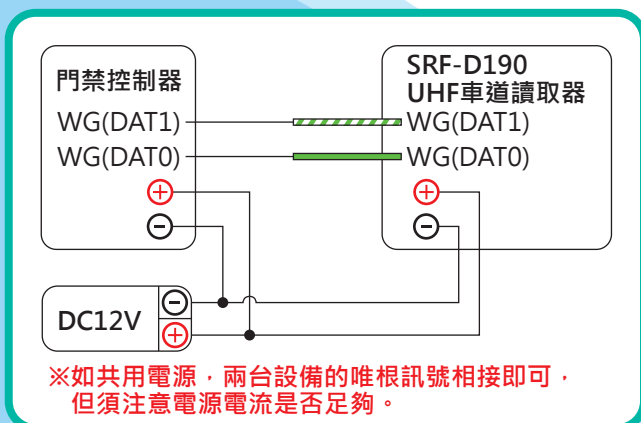 門禁控制器
WG(DAT1)
WG(DAT0)
+
−
SRF-D190
UHF車道讀取器
WG(DAT1)
WG(DAT0)
+
−
DC12V
−
+
※如共用電源，兩台設備的唯根訊號相接即可，
但須注意電源電流是否足夠。